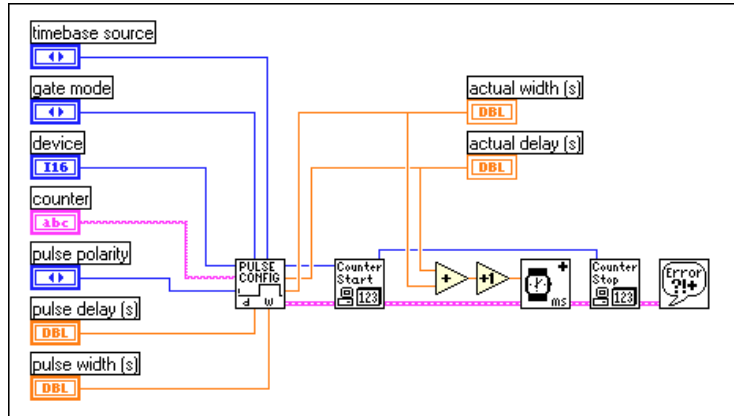 timebase source
gate mode
device
I16
counter
abc
pulse polarity
pulse delay (s)
DBL
pulse width (s)
DBL
PULSE
CONFIG
d w
Counter
Start
123
actual width (s)
DBL
actual delay (s)
DBL
+
+1
+
ms
Counter
Stop
123
Error
?!+